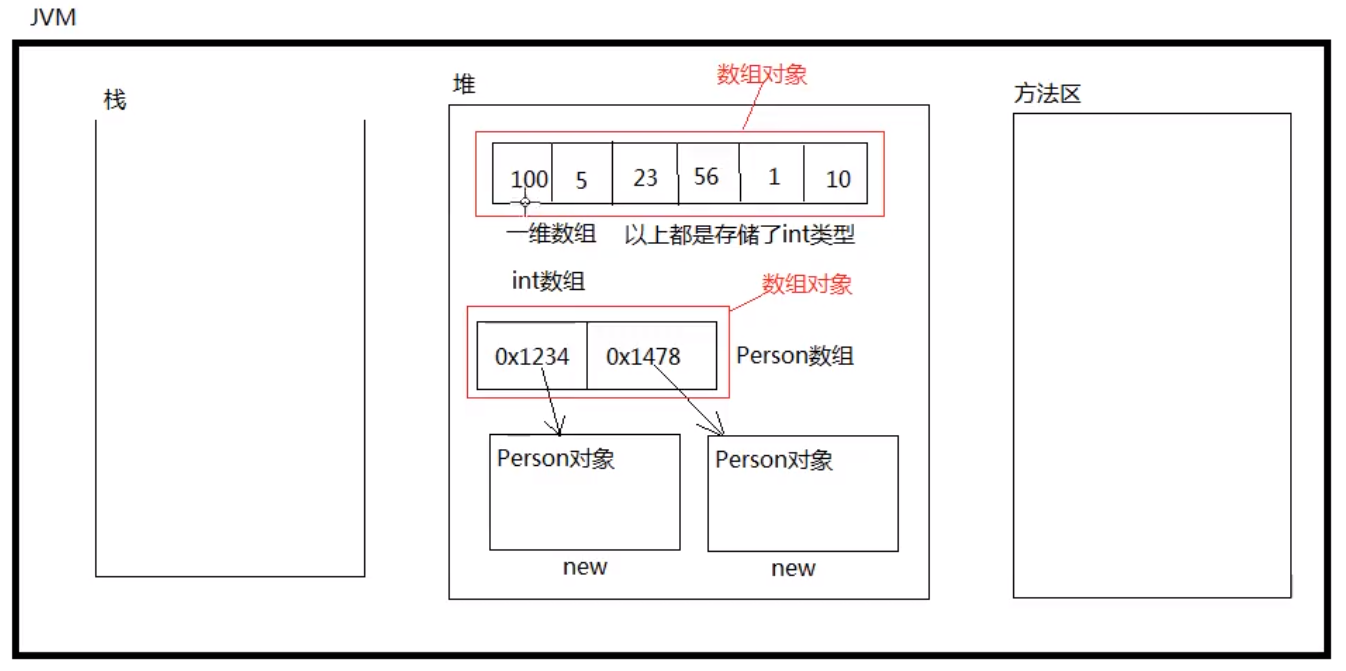 JVM
栈
堆
数组对象
方法区
100 5 23 56 1 10
一维数组 以上都是存储了int类型
int数组
数组对象
0x1234 0x1478 Person数组
Person对象 Person对象
new new